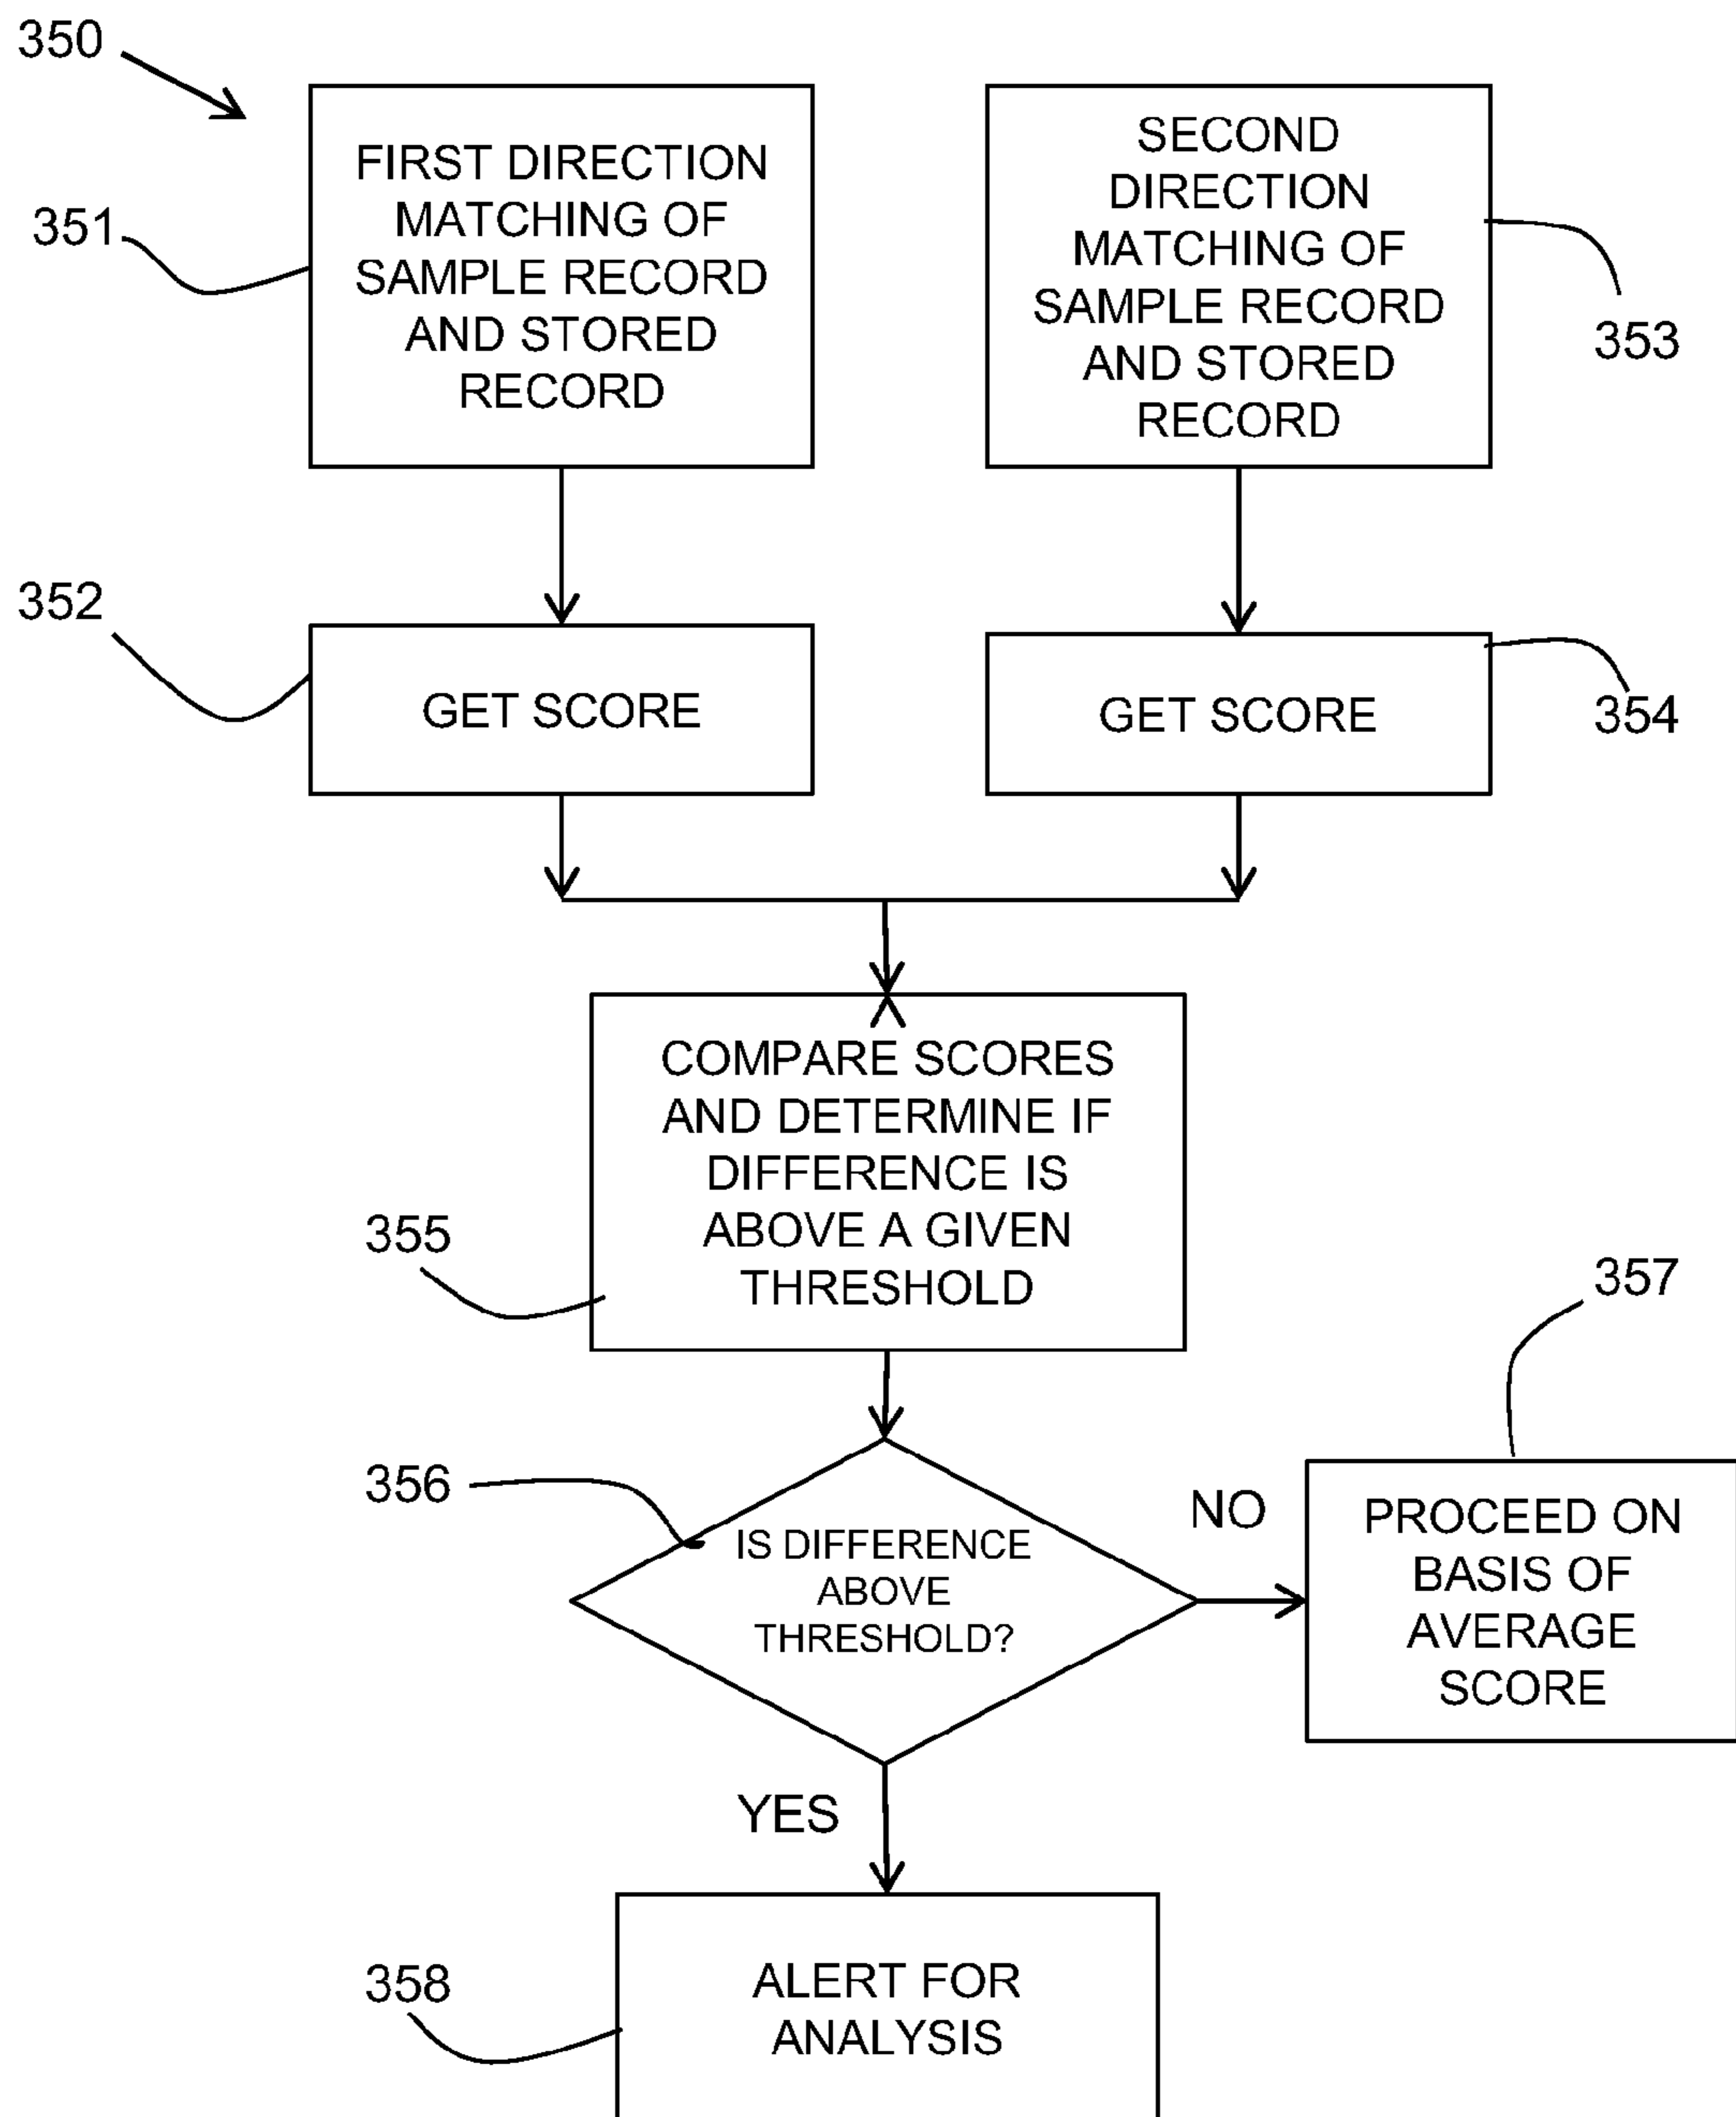 350
FIRST DIRECTION
MATCHING OF
SAMPLE RECORD
AND STORED
RECORD
351
SECOND
DIRECTION
MATCHING OF
SAMPLE RECORD
AND STORED
RECORD
353
352
GET SCORE
GET SCORE
354
COMPARE SCORES
AND DETERMINE IF
DIFFERENCE IS
ABOVE A GIVEN
THRESHOLD
355
357
356
IS DIFFERENCE
ABOVE
THRESHOLD?
NO
PROCEED ON
BASIS OF
AVERAGE
SCORE
YES
358
ALERT FOR
ANALYSIS